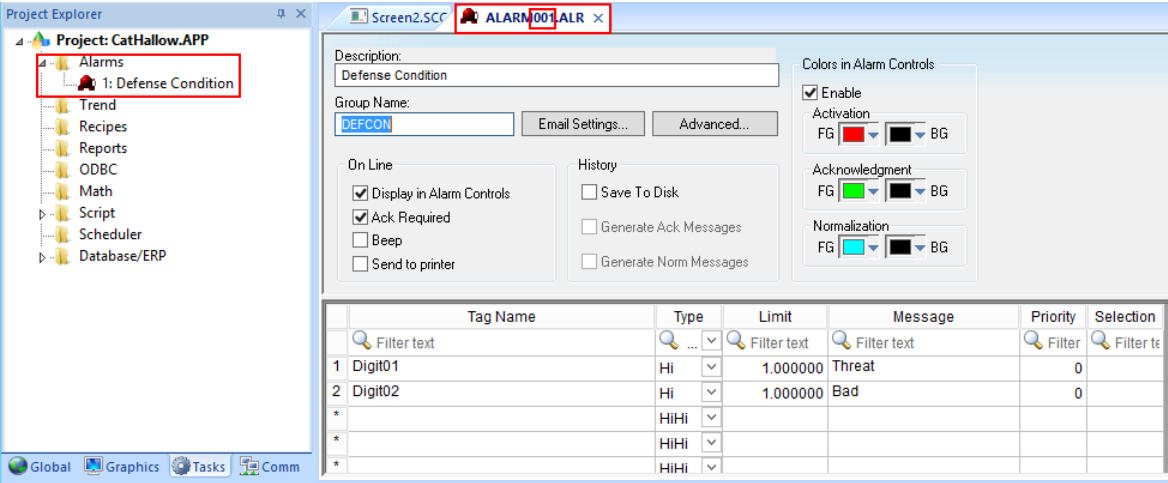 Project Explorer
Project: CatHallow.APP
Alarms
1: Defense Condition
Trend
Recipes
Reports
ODBC
Math
Script
Scheduler
Database/ERP
Global Graphics Tasks Comm
Screen2.SCC ALARM001.ALR
Description:
Defense Condition
Group Name:
DEFCON Email Settings... Advanced...
On Line
Display in Alarm Controls
Ack Required
Beep
Send to printer
History
Save To Disk
Generate Ack Messages
Generate Norm Messages
Colors in Alarm Controls
Enable
Activation
FG BG
Acknowledgment
FG BG
Normalization
FG BG
Tag Name Type Limit Message Priority Selection
Filter text ... Filter text Filter text Filter Filter te
1 Digit01 Hi 1.000000 Threat 0
2 Digit02 Hi 1.000000 Bad 0
* HiHi
* HiHi
* HiHi